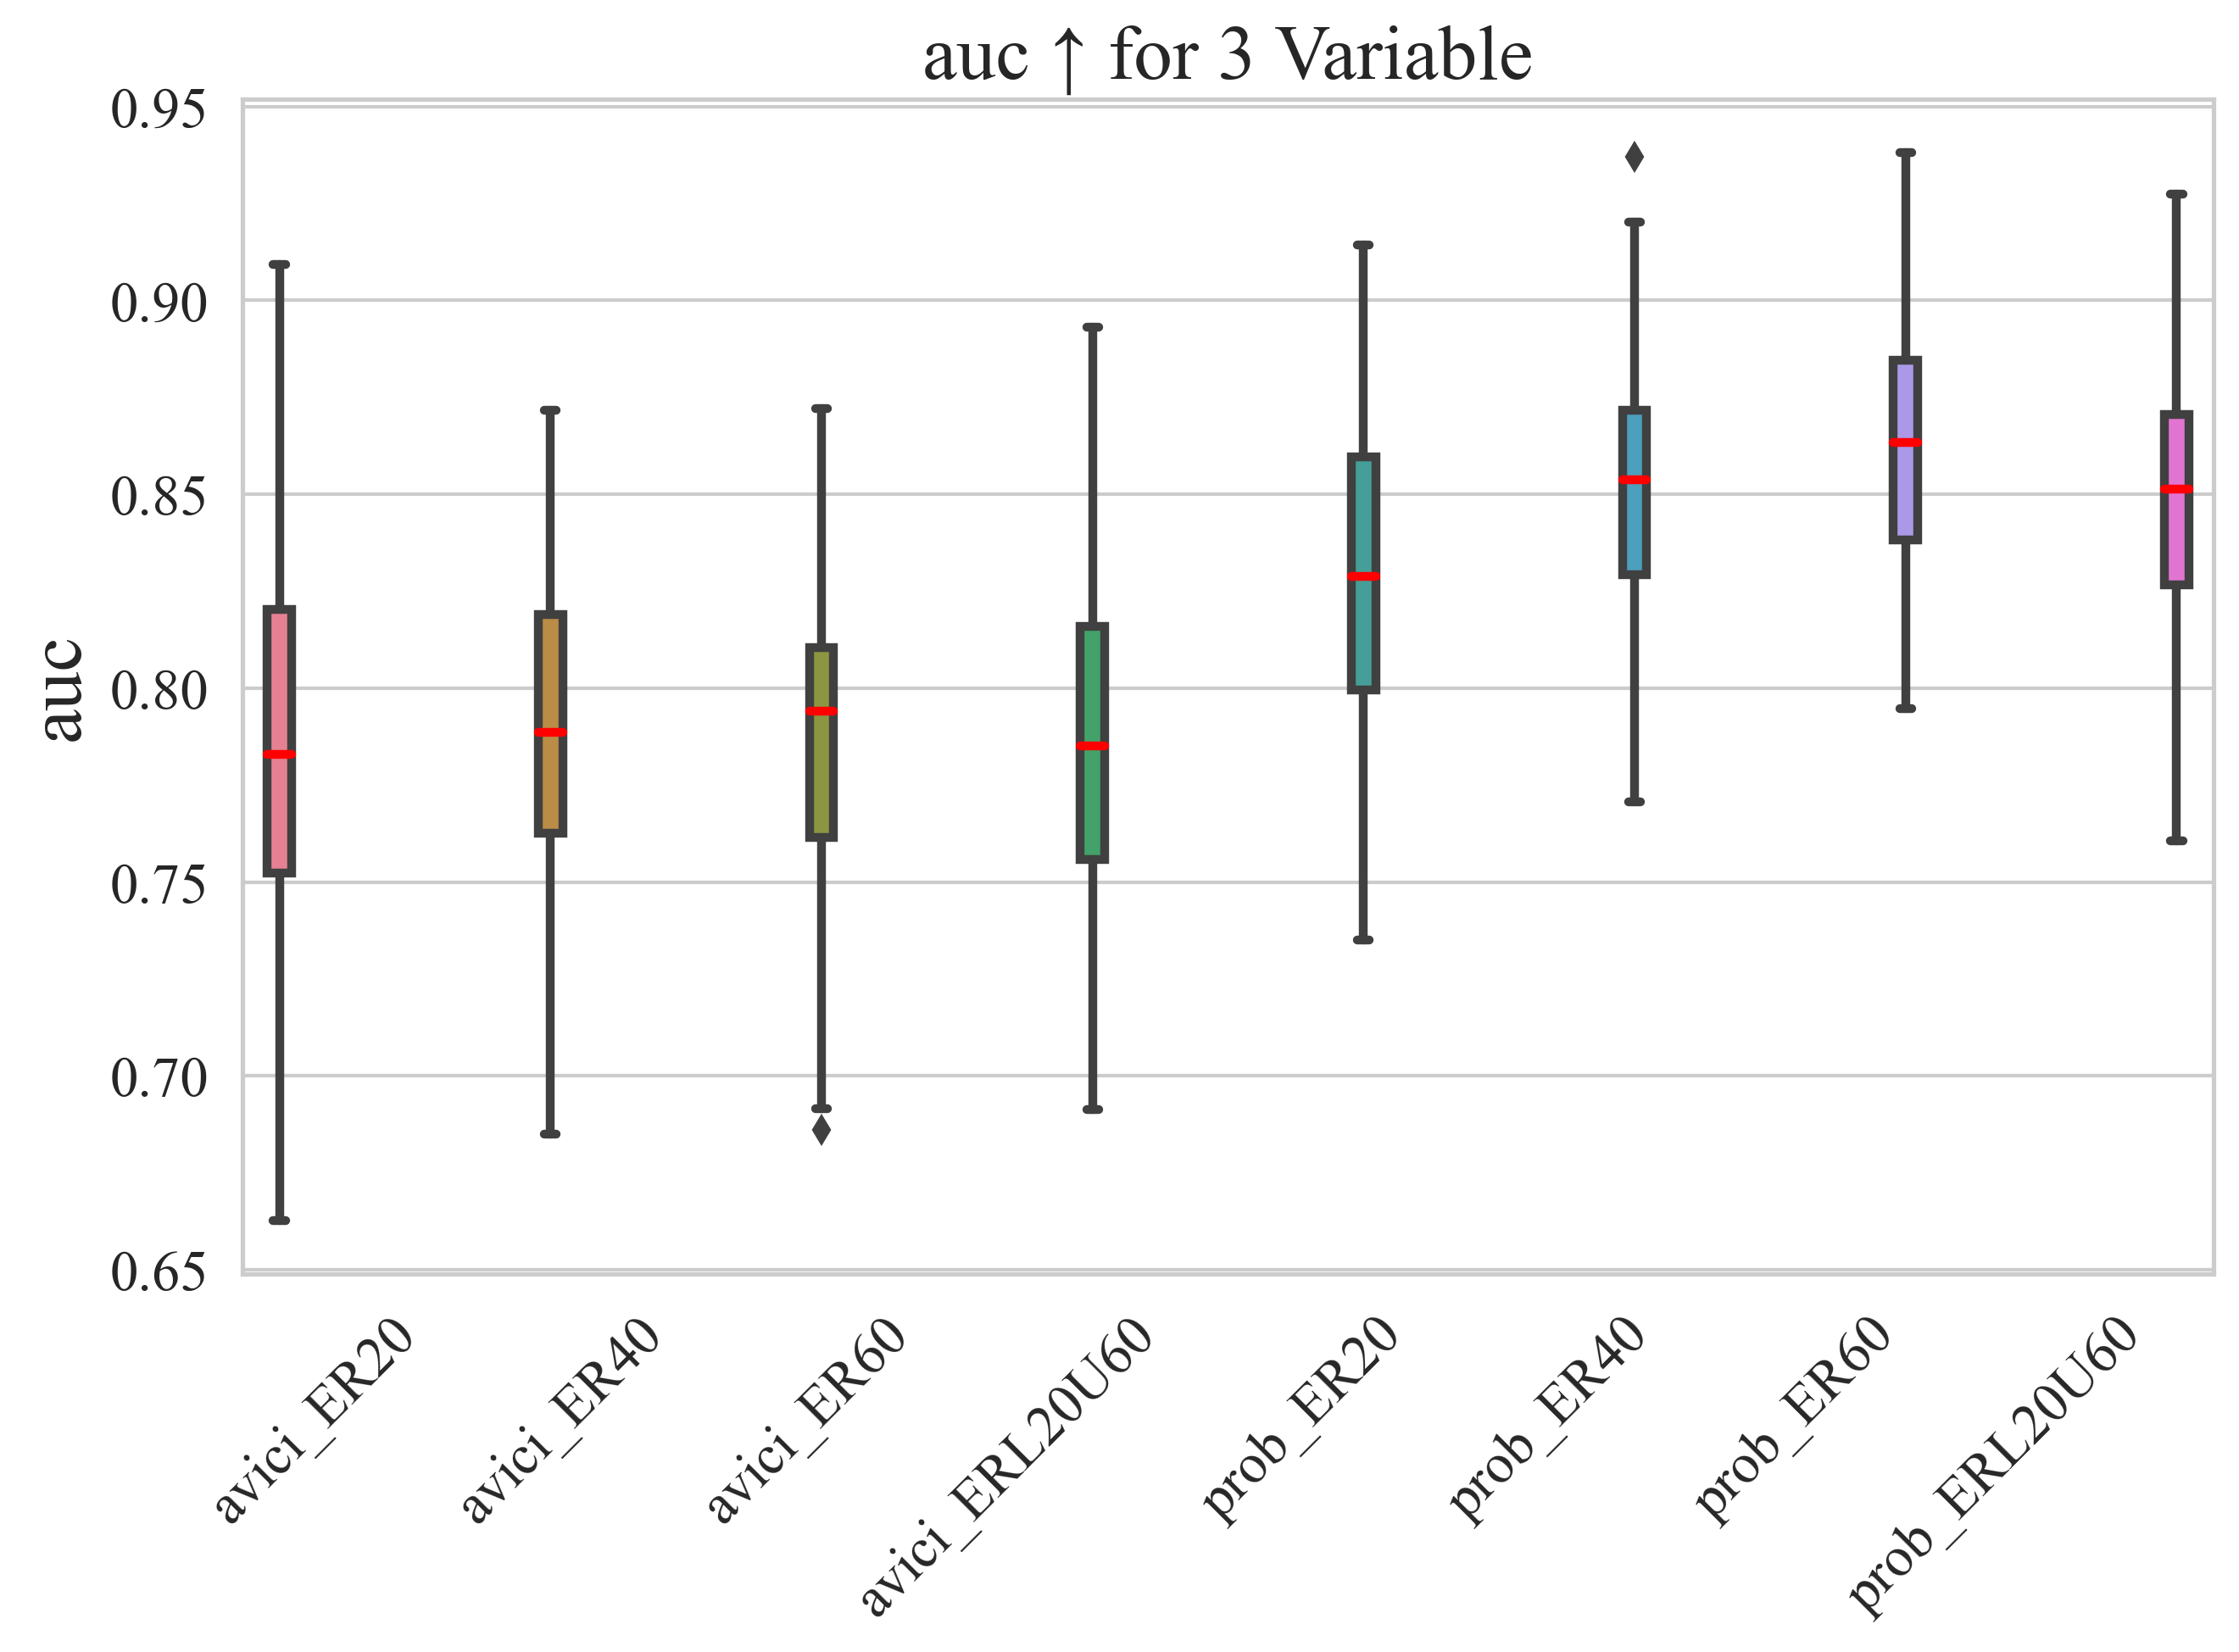 auc ↑ for 3 Variable
0.95
0.90
0.85
0.80
0.75
0.70
0.65
auc
avici_ER20
avici_ER40
avici_ER60
avici_ERL20U60
prob_ER20
prob_ER40
prob_ER60
prob_ERL20U60